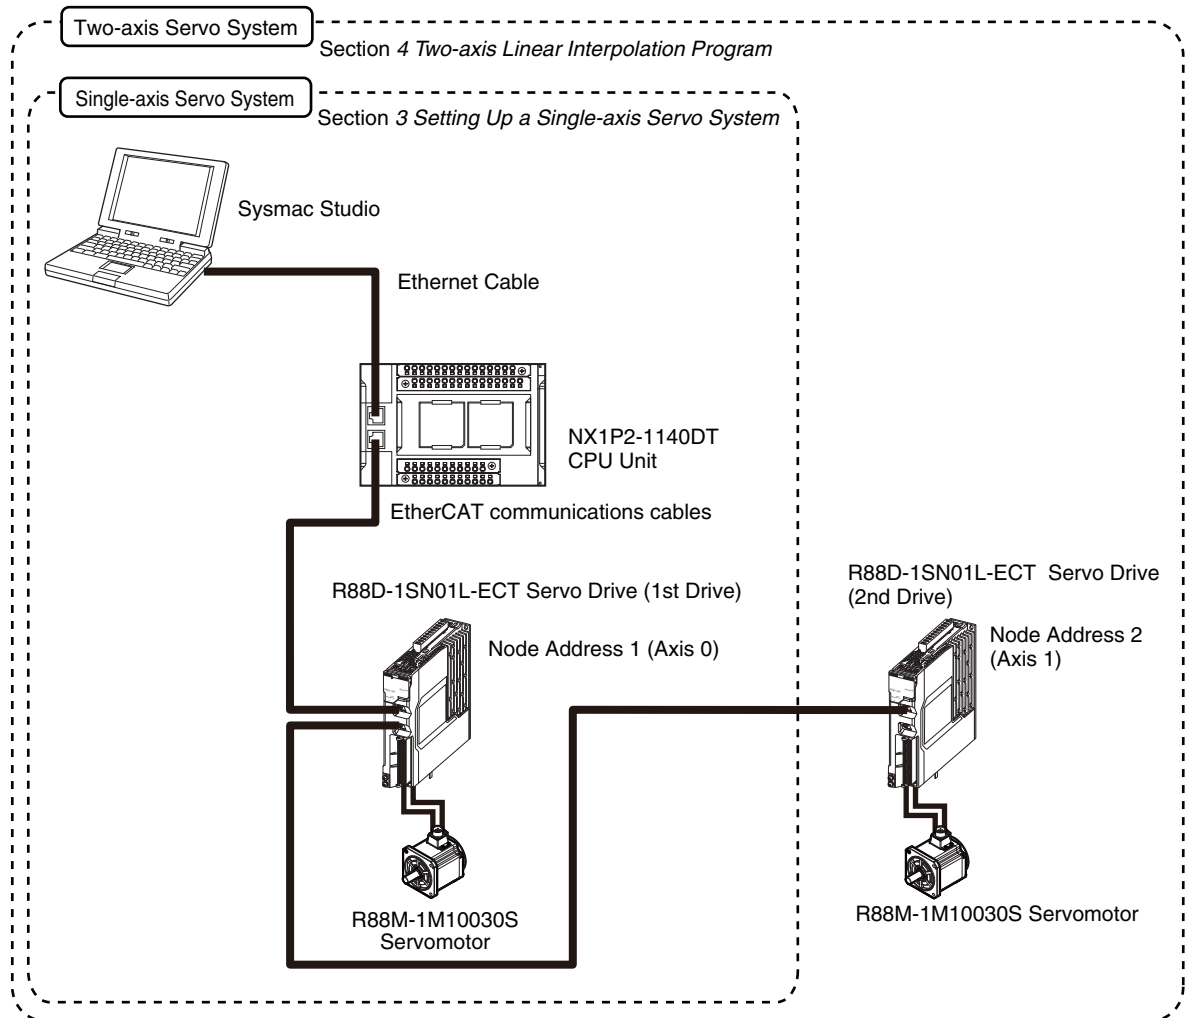 Two-axis Servo System
Section 4 Two-axis Linear Interpolation Program
Single-axis Servo System
Section 3 Setting Up a Single-axis Servo System
Sysmac Studio
Ethernet Cable
NX1P2-1140DT
CPU Unit
EtherCAT communications cables
R88D-1SN01L-ECT Servo Drive (1st Drive)
Node Address 1 (Axis 0)
R88D-1SN01L-ECT Servo Drive
(2nd Drive)
Node Address 2
(Axis 1)
R88M-1M10030S
Servomotor
R88M-1M10030S Servomotor